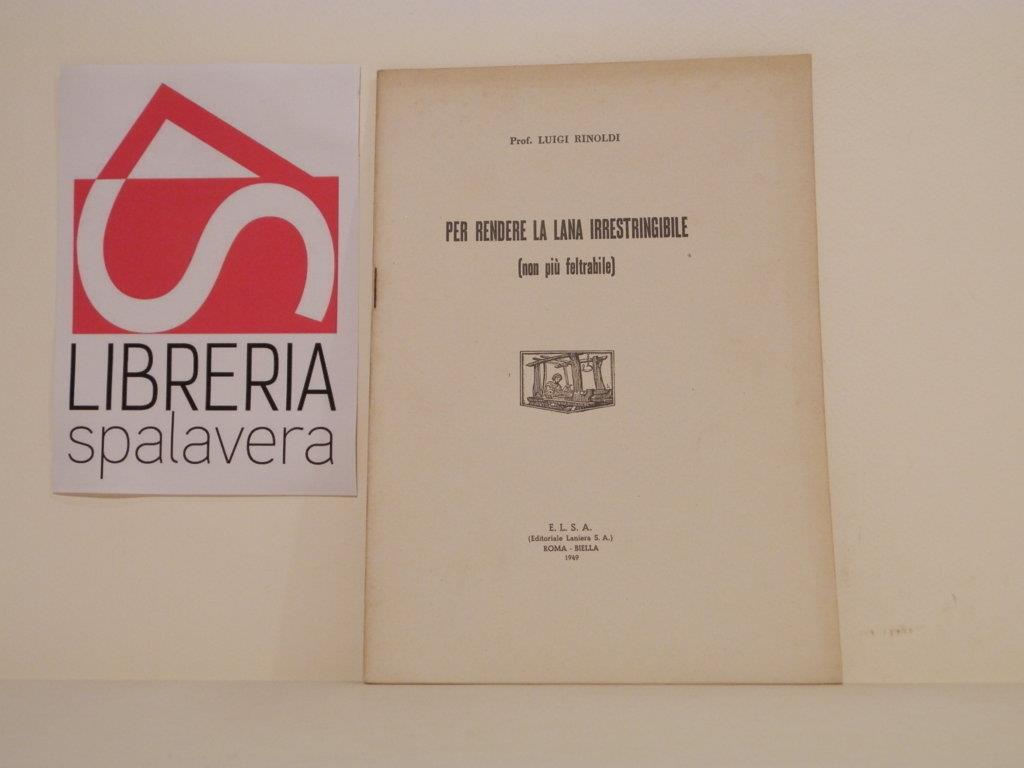 LIBRERIA
spalavera
Prof. LUIGI RINOLDI
PER RENDERE LA LANA IRRESTRINGIBILE
(non più feltrabile)
E. L. S. A.
(Editoriale Laniera S. A.)
ROMA - BIELLA
1949